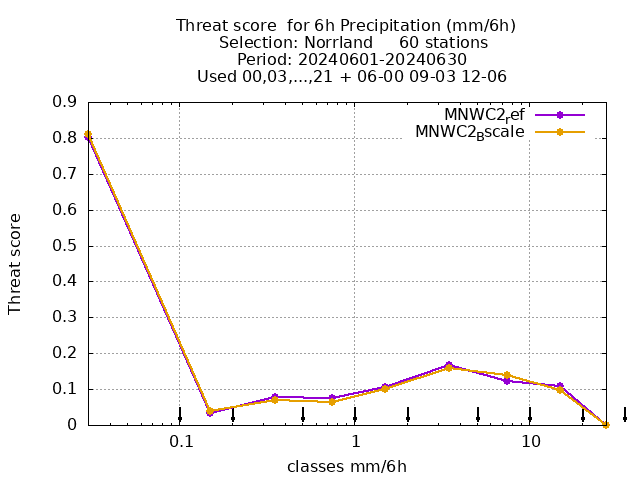 Threat score  for 6h Precipitation (mm/6h)
Selection: Norrland     60 stations
Period: 20240601-20240630
Used 00,03,...,21 + 06-00 09-03 12-06
MNWC2ref
MNWC2Bscale
0.9
0.8
0.7
0.6
0.5
0.4
0.3
0.2
0.1
0
Threat score
0.1 1 10
classes mm/6h